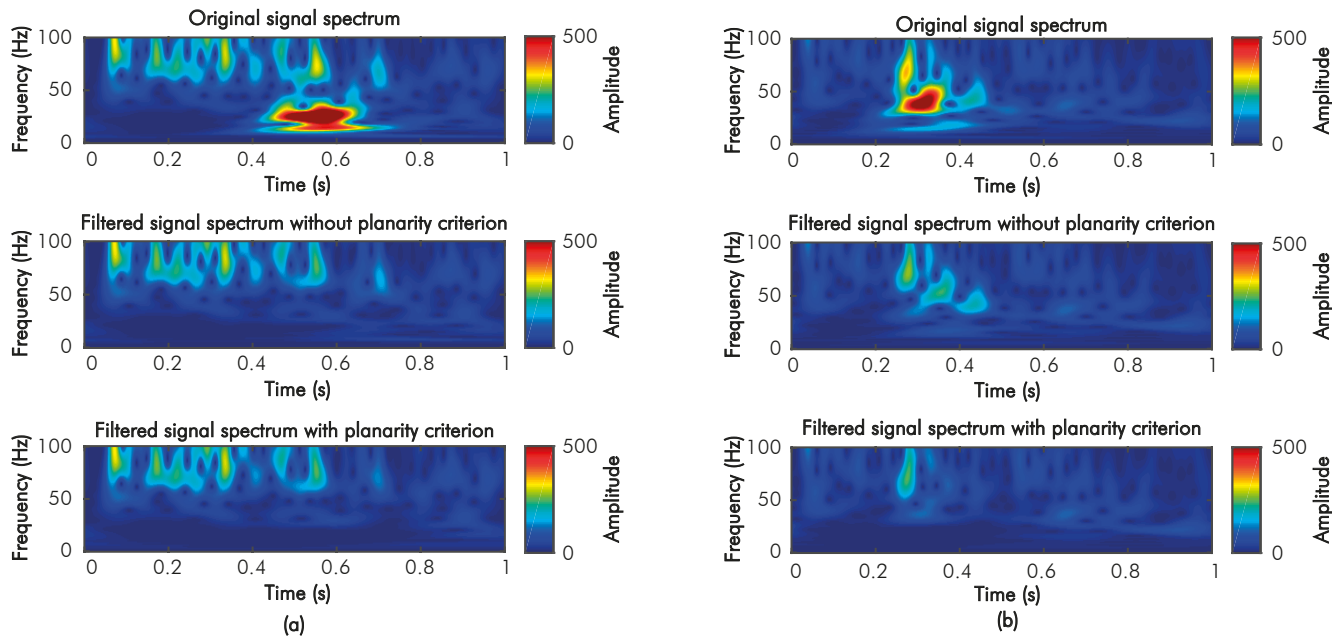 Original signal spectrum
Frequency (Hz)
100
50
0
0 0.2 0.4 0.6 0.8 1
Time (s)
500
0
Amplitude
Filtered signal spectrum without planarity criterion
Frequency (Hz)
100
50
0
0 0.2 0.4 0.6 0.8 1
Time (s)
500
0
Amplitude
Filtered signal spectrum with planarity criterion
Frequency (Hz)
100
50
0
0 0.2 0.4 0.6 0.8 1
Time (s)
500
0
Amplitude
(a)
Original signal spectrum
Frequency (Hz)
100
50
0
0 0.2 0.4 0.6 0.8 1
Time (s)
500
0
Amplitude
Filtered signal spectrum without planarity criterion
Frequency (Hz)
100
50
0
0 0.2 0.4 0.6 0.8 1
Time (s)
500
0
Amplitude
Filtered signal spectrum with planarity criterion
Frequency (Hz)
100
50
0
0 0.2 0.4 0.6 0.8 1
Time (s)
500
0
Amplitude
(b)